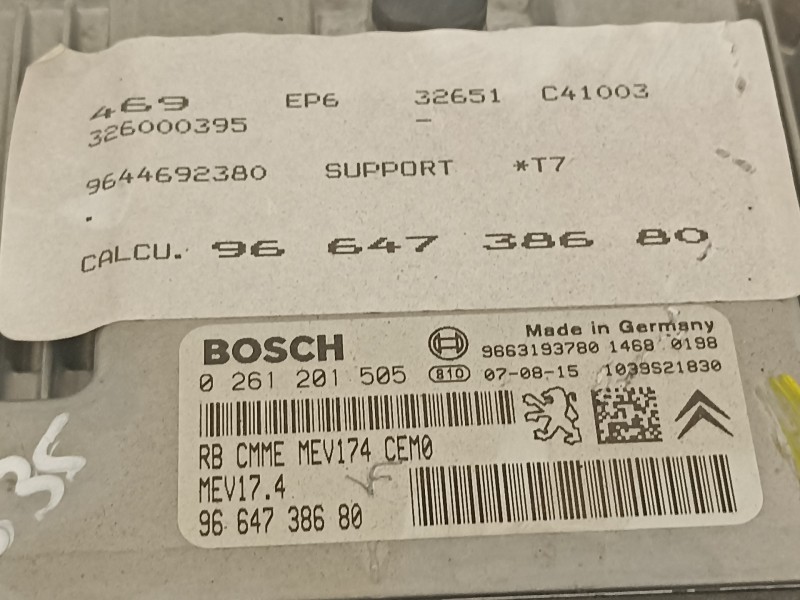 469 EP6 32651 C41003
326000395 -
9644692380 SUPPORT *T7
.
CALCU. 96 647 386 80
BOSCH
Made in Germany
9663193780 1468 0198
0 261 201 505 810 07-08-15 1039S21830
RB CMME MEV174 CEM0
MEV17.4
96 647 386 80